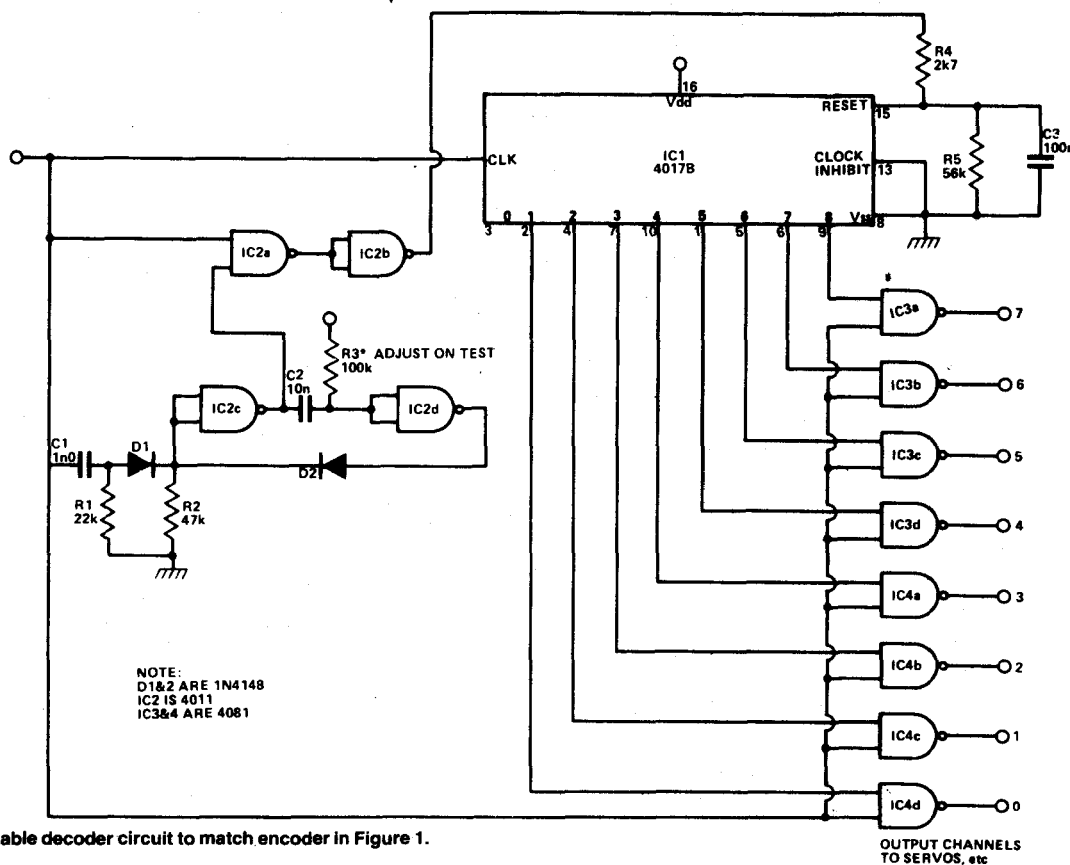 R4
2k7
16
Vdd
RESET
15
CLK
IC1
4017B
CLOCK
INHIBIT
13
R5
56k
C3
100n
0 1 2 3 4 5 6 7 8 Vss
3 2 4 7 10 1 5 6 9 8
IC2a
IC2b
*
IC3a
7
R3* ADJUST ON TEST
100k
C2
10n
IC3b
6
IC2c
IC2d
C1
1n0
D1
D2
IC3c
5
R1
22k
R2
47k
IC3d
4
IC4a
3
NOTE:
D1&2 ARE 1N4148
IC2 IS 4011
IC3&4 ARE 4081
IC4b
2
IC4c
1
IC4d
0
able decoder circuit to match encoder in Figure 1.
OUTPUT CHANNELS
TO SERVOS, etc